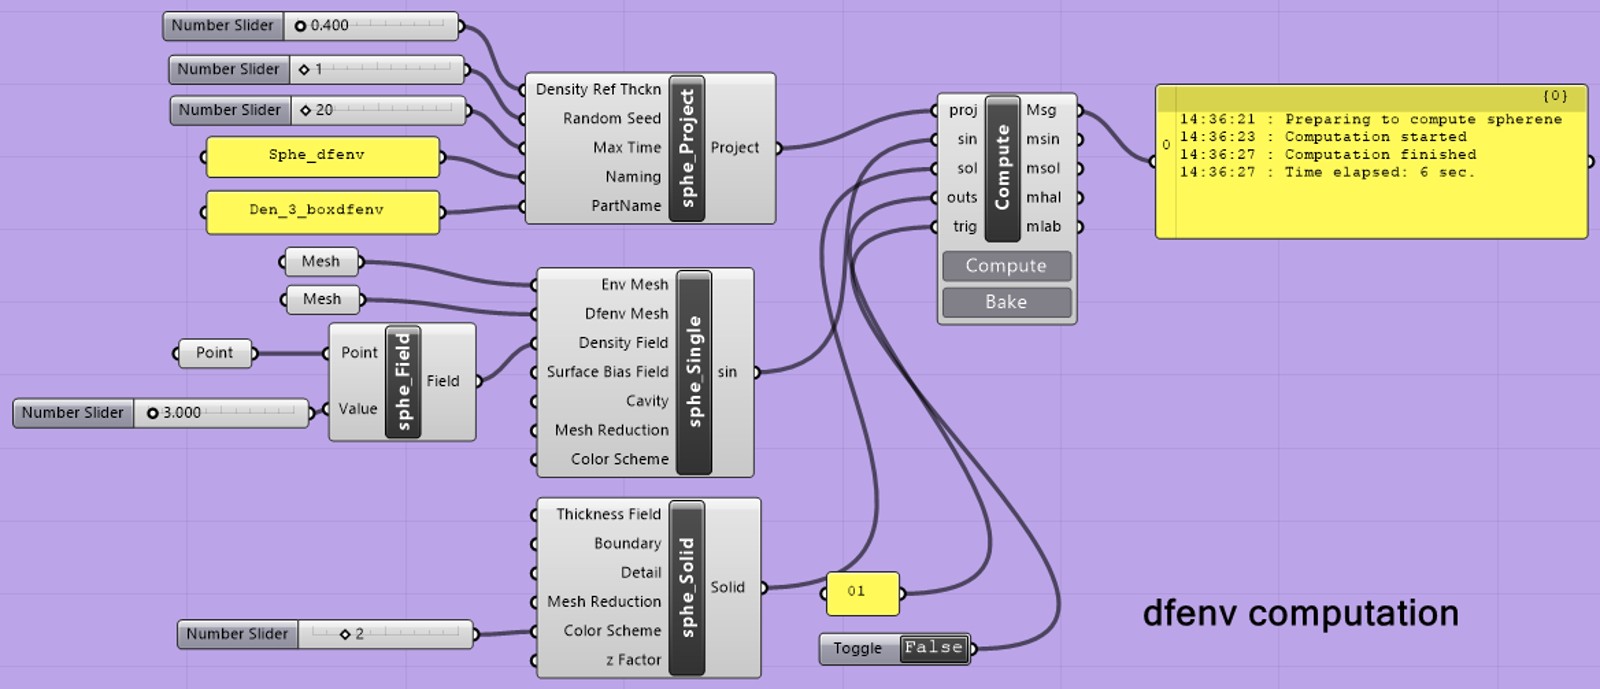 Number Slider 0.400
Number Slider 1
Number Slider 20
Sphe_dfenv
Den_3_boxdfenv
Density Ref Thckn
Random Seed
Max Time
Naming
PartName
sphe_Project
Project
Mesh
Mesh
Point
Number Slider 3.000
Point
Value
sphe_Field
Field
Env Mesh
Dfenv Mesh
Density Field
Surface Bias Field
Cavity
Mesh Reduction
Color Scheme
sphe_Single
sin
Thickness Field
Boundary
Detail
Mesh Reduction
Color Scheme
z Factor
sphe_Solid
Solid
Number Slider 2
01
Toggle False
proj
sin
sol
outs
trig
Compute
Msg
msin
msol
mhal
mlab
Compute
Bake
{0}
0
14:36:21 : Preparing to compute spherene
14:36:23 : Computation started
14:36:27 : Computation finished
14:36:27 : Time elapsed: 6 sec.
dfenv computation